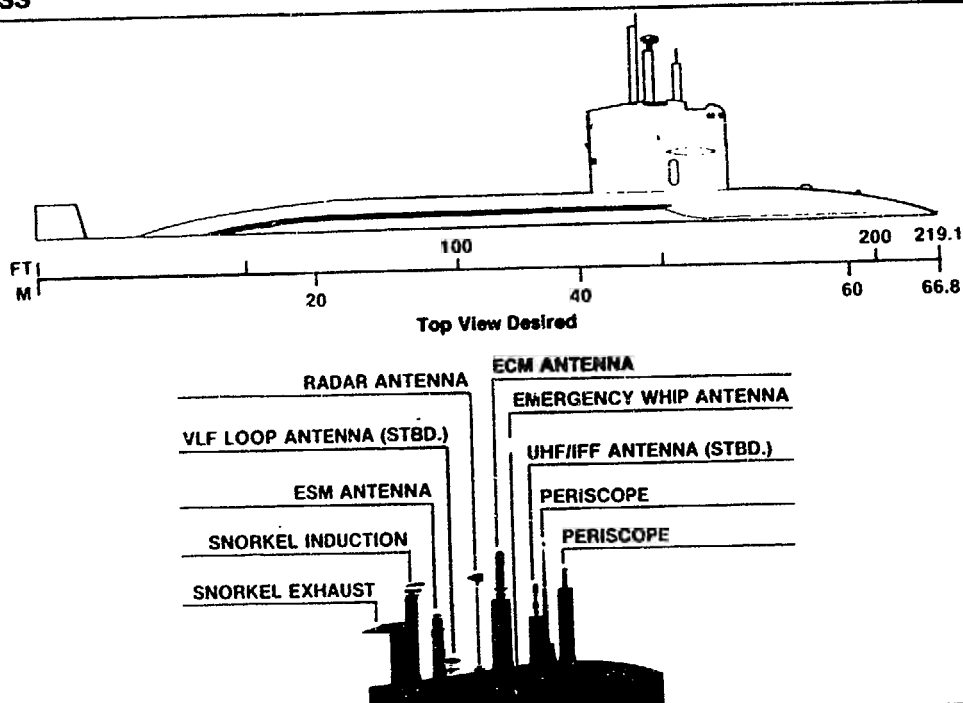 SS
100
200 219.1
FT
M
20
40
60
66.8
Top View Desired
ECM ANTENNA
RADAR ANTENNA
EMERGENCY WHIP ANTENNA
VLF LOOP ANTENNA (STBD.)
UHF/IFF ANTENNA (STBD.)
ESM ANTENNA
PERISCOPE
SNORKEL INDUCTION
PERISCOPE
SNORKEL EXHAUST